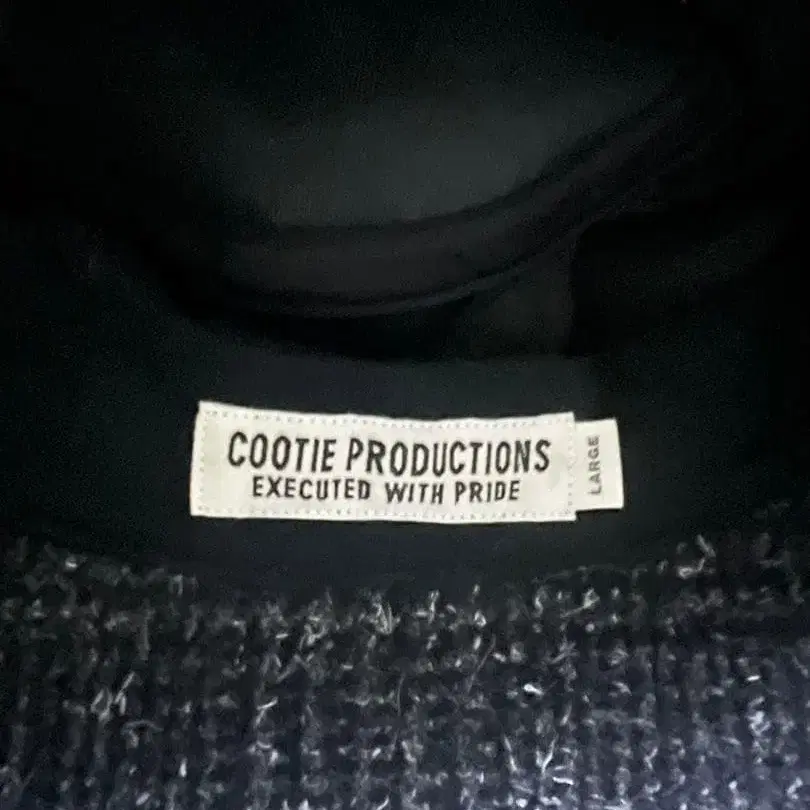 COOTIE PRODUCTIONS
EXECUTED WITH PRIDE
LARGE